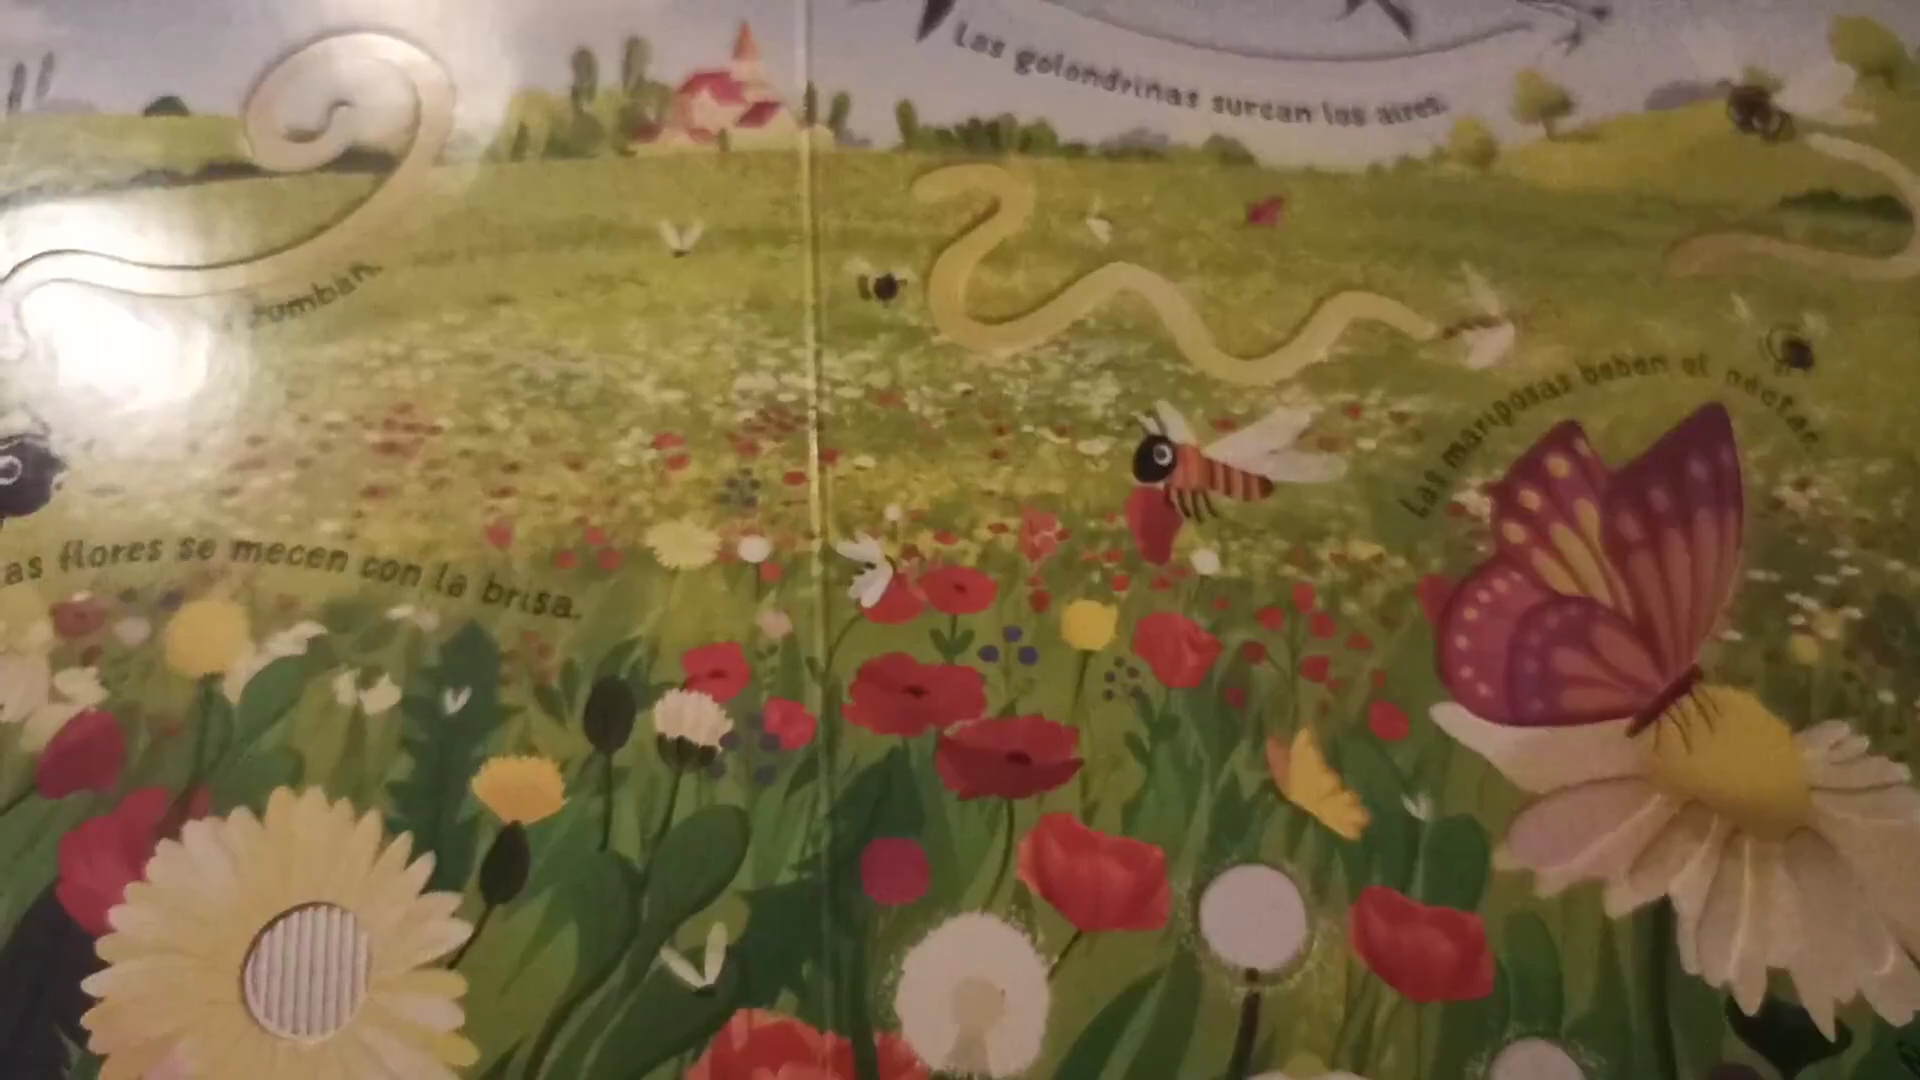 Las golondrinas surcan los aires.
zumban.
Las mariposas beben el néctar.
as flores se mecen con la brisa.